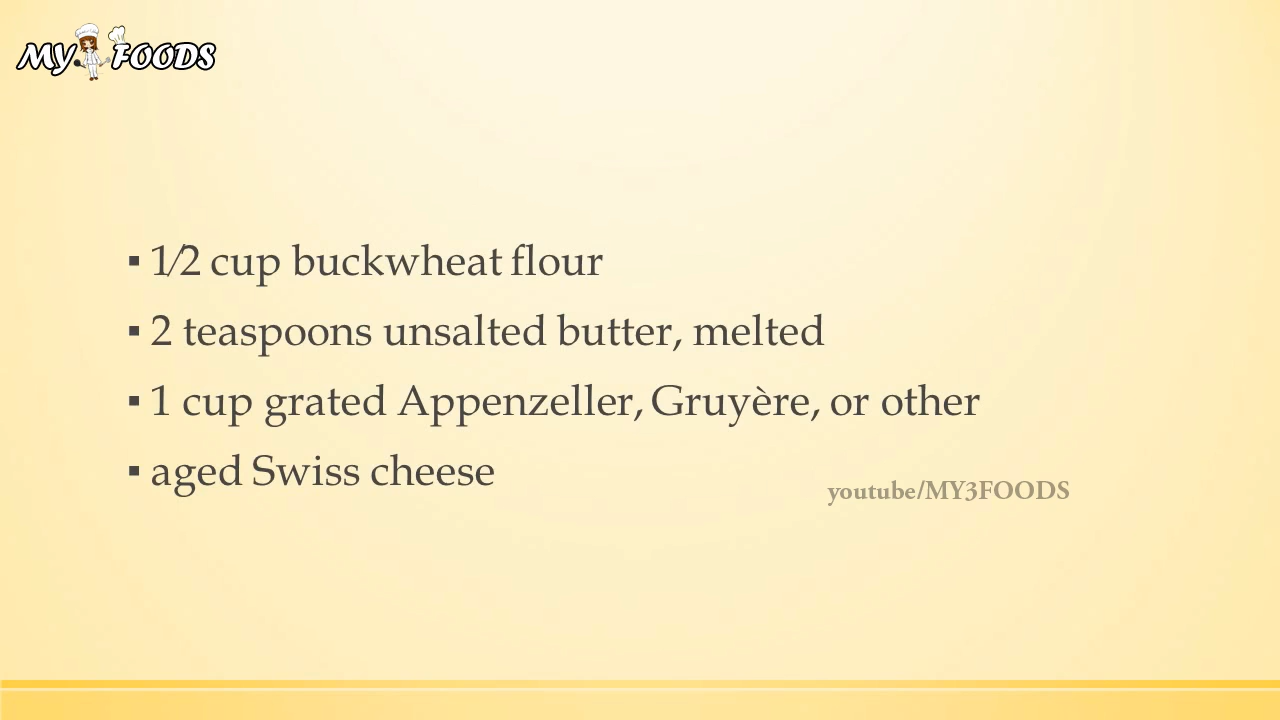 MY FOODS
▪ 1⁄2 cup buckwheat flour
▪ 2 teaspoons unsalted butter, melted
▪ 1 cup grated Appenzeller, Gruyère, or other
▪ aged Swiss cheese
youtube/MY3FOODS